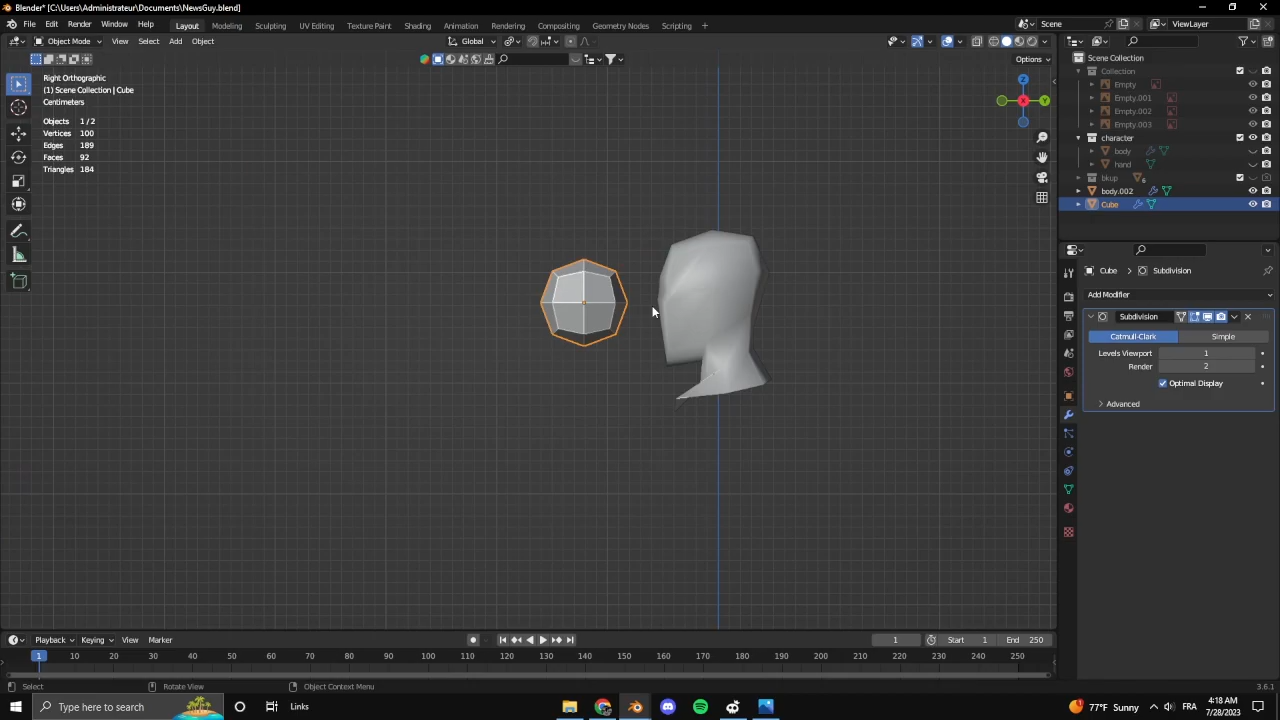 Blender* [C:\Users\Administrateur\Documents\NewsGuy.blend]
File Edit Render Window Help Layout Modeling Sculpting UV Editing Texture Paint Shading Animation Rendering Compositing Geometry Nodes Scripting + Scene ViewLayer
Object Mode View Select Add Object Global
Options
Right Orthographic
(1) Scene Collection | Cube
Centimeters
Objects 1/2
Vertices 100
Edges 189
Faces 92
Triangles 184
Z
X
Y
Scene Collection
Collection
Empty
Empty.001
Empty.002
Empty.003
character
body
hand
bkup 6
body.002
Cube
Cube > Subdivision
Add Modifier
Subdivision
Catmull-Clark Simple
Levels Viewport 1
Render 2
Optimal Display
Advanced
Playback Keying View Marker 1 Start 1 End 250
1 10 20 30 40 50 60 70 80 90 100 110 120 130 140 150 160 170 180 190 200 210 220 230 240 250
Select Rotate View Object Context Menu 3.6.1
Type here to search Links 77°F Sunny FRA 4:18 AM
7/28/2023